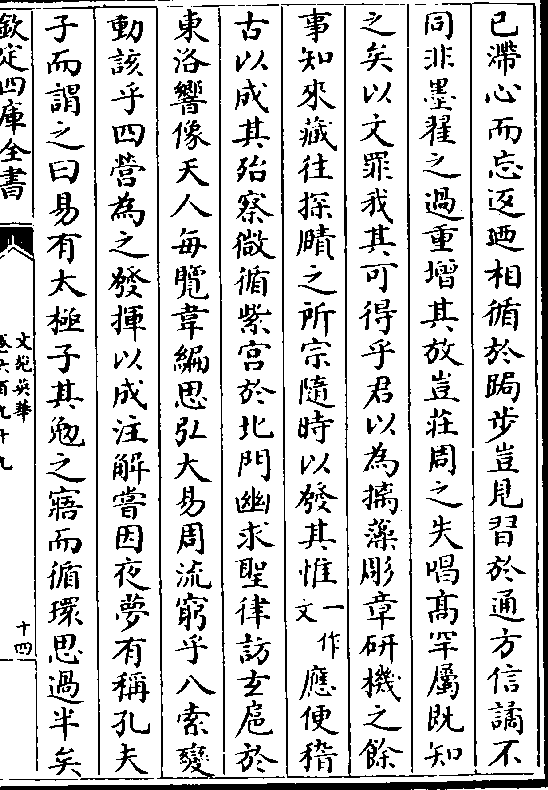 已滯心而忘返廼相循於跼步豈見習於通方信譎不
同非墨翟之過重增其放豈莊周之失唱髙罕屬既知
之矣以文罪我其可得乎君以為摛藻彫章研機之餘
事知來藏往探賾之所宗隨時以發其惟一作文應便稽
古以成其殆察微循紫宫於北門幽求聖律訪玄扈於
東洛響像天人毎覽韋編思弘大易周流窮乎八索變
動該乎四營為之發揮以成注解嘗因夜夢有稱孔夫
子而謂之曰易有太極子其勉之寤而循環思過半矣
欽定四庫全書
文苑英華
卷六百九十九
十四